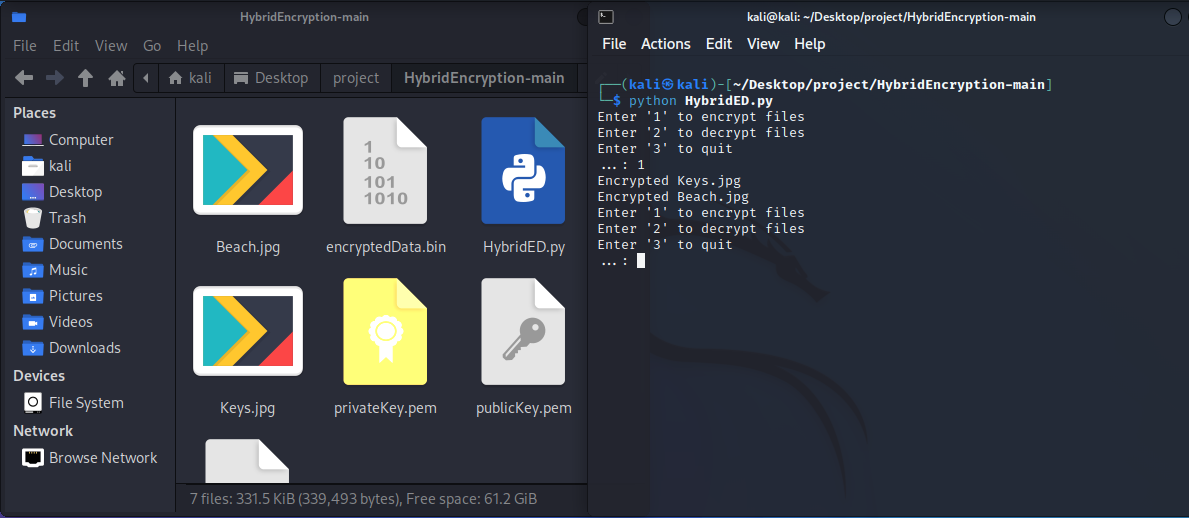 HybridEncryption-main
File Edit View Go Help
kali Desktop project HybridEncryption-main
Places
Computer
kali
Desktop
Trash
Documents
Music
Pictures
Videos
Downloads
Devices
File System
Network
Browse Network
1
10
101
1010
Beach.jpg encryptedData.bin HybridED.py
Keys.jpg privateKey.pem publicKey.pem
7 files: 331.5 KiB (339,493 bytes), Free space: 61.2 GiB
kali@kali: ~/Desktop/project/HybridEncryption-main
File Actions Edit View Help
┌──(kali㉿kali)-[~/Desktop/project/HybridEncryption-main]
└─$ python HybridED.py
Enter '1' to encrypt files
Enter '2' to decrypt files
Enter '3' to quit
...: 1
Encrypted Keys.jpg
Encrypted Beach.jpg
Enter '1' to encrypt files
Enter '2' to decrypt files
Enter '3' to quit
...: